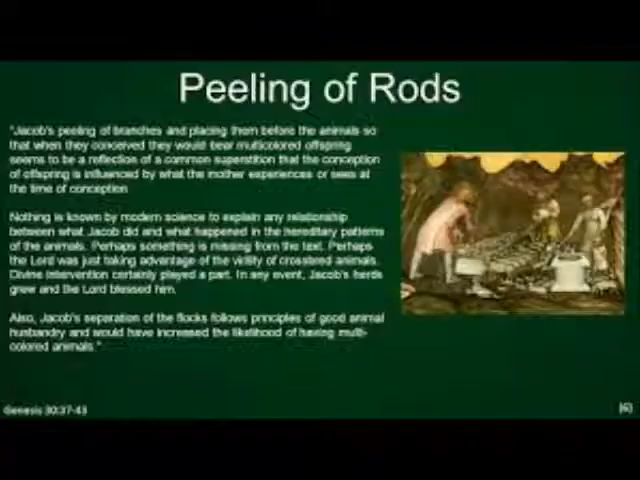 Peeling of Rods
"Jacob's peeling of branches and placing them before the animals so
that when they conceived they would bear multicolored offspring
seems to be a reflection of a common superstition that the conception
of offspring is influenced by what the mother experiences or sees at
the time of conception
Nothing is known by modern science to explain any relationship
between what Jacob did and what happened in the hereditary patterns
of the animals. Perhaps something is missing from the text. Perhaps
the Lord was just taking advantage of the virility of crossbred animals.
Divine intervention certainly played a part. In any event, Jacob's herds
grew and the Lord blessed him.
Also, Jacob's separation of the flocks follows principles of good animal
husbandry and would have increased the likelihood of having multi-
colored animals."
Genesis 30:37-43
[6]